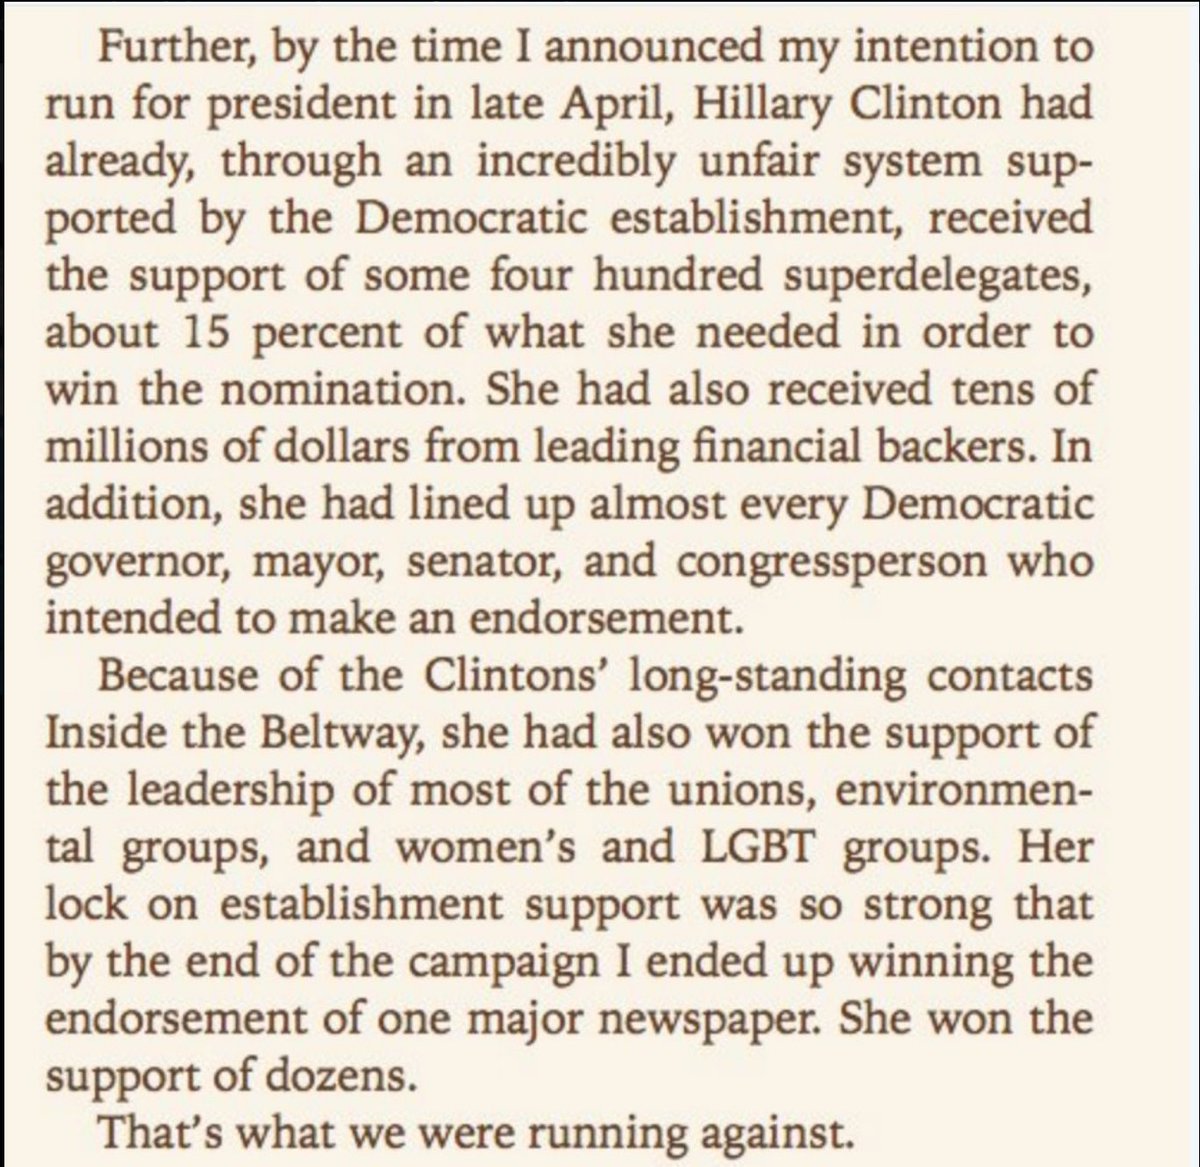 Further, by the time I announced my intention to
run for president in late April, Hillary Clinton had
already, through an incredibly unfair system sup-
ported by the Democratic establishment, received
the support of some four hundred superdelegates,
about 15 percent of what she needed in order to
win the nomination. She had also received tens of
millions of dollars from leading financial backers. In
addition, she had lined up almost every Democratic
governor, mayor, senator, and congressperson who
intended to make an endorsement.
Because of the Clintons’ long-standing contacts
Inside the Beltway, she had also won the support of
the leadership of most of the unions, environmen-
tal groups, and women’s and LGBT groups. Her
lock on establishment support was so strong that
by the end of the campaign I ended up winning the
endorsement of one major newspaper. She won the
support of dozens.
That’s what we were running against.